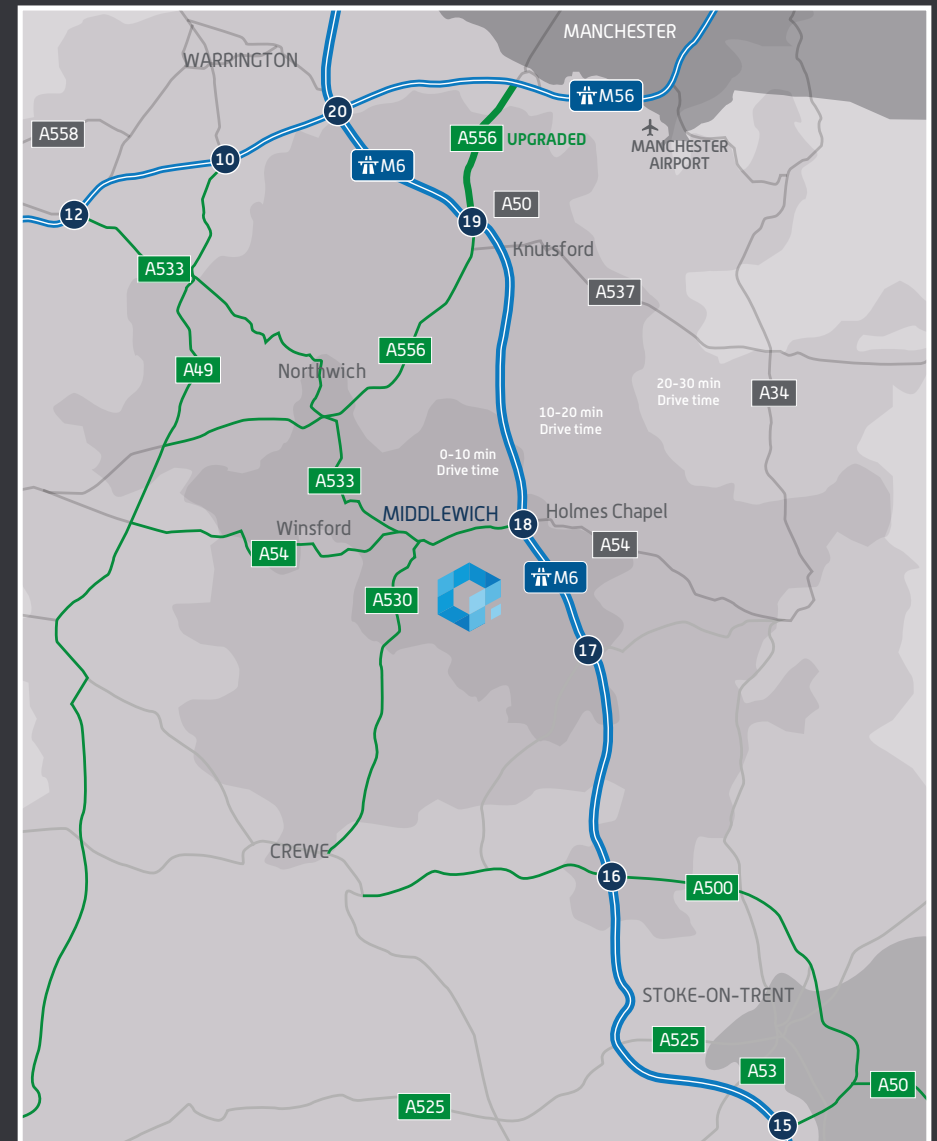 MANCHESTER
WARRINGTON
M56
20
A558
A556 UPGRADED
MANCHESTER
AIRPORT
10
M6
A50
12
19
Knutsford
A533
A537
A556
A49
Northwich
20-30 min
Drive time
A34
10-20 min
Drive time
0-10 min
Drive time
A533
MIDDLEWICH
18
Holmes Chapel
Winsford
A54
A54
M6
A530
17
CREWE
16
A500
STOKE-ON-TRENT
A525
A53
A50
A525
15